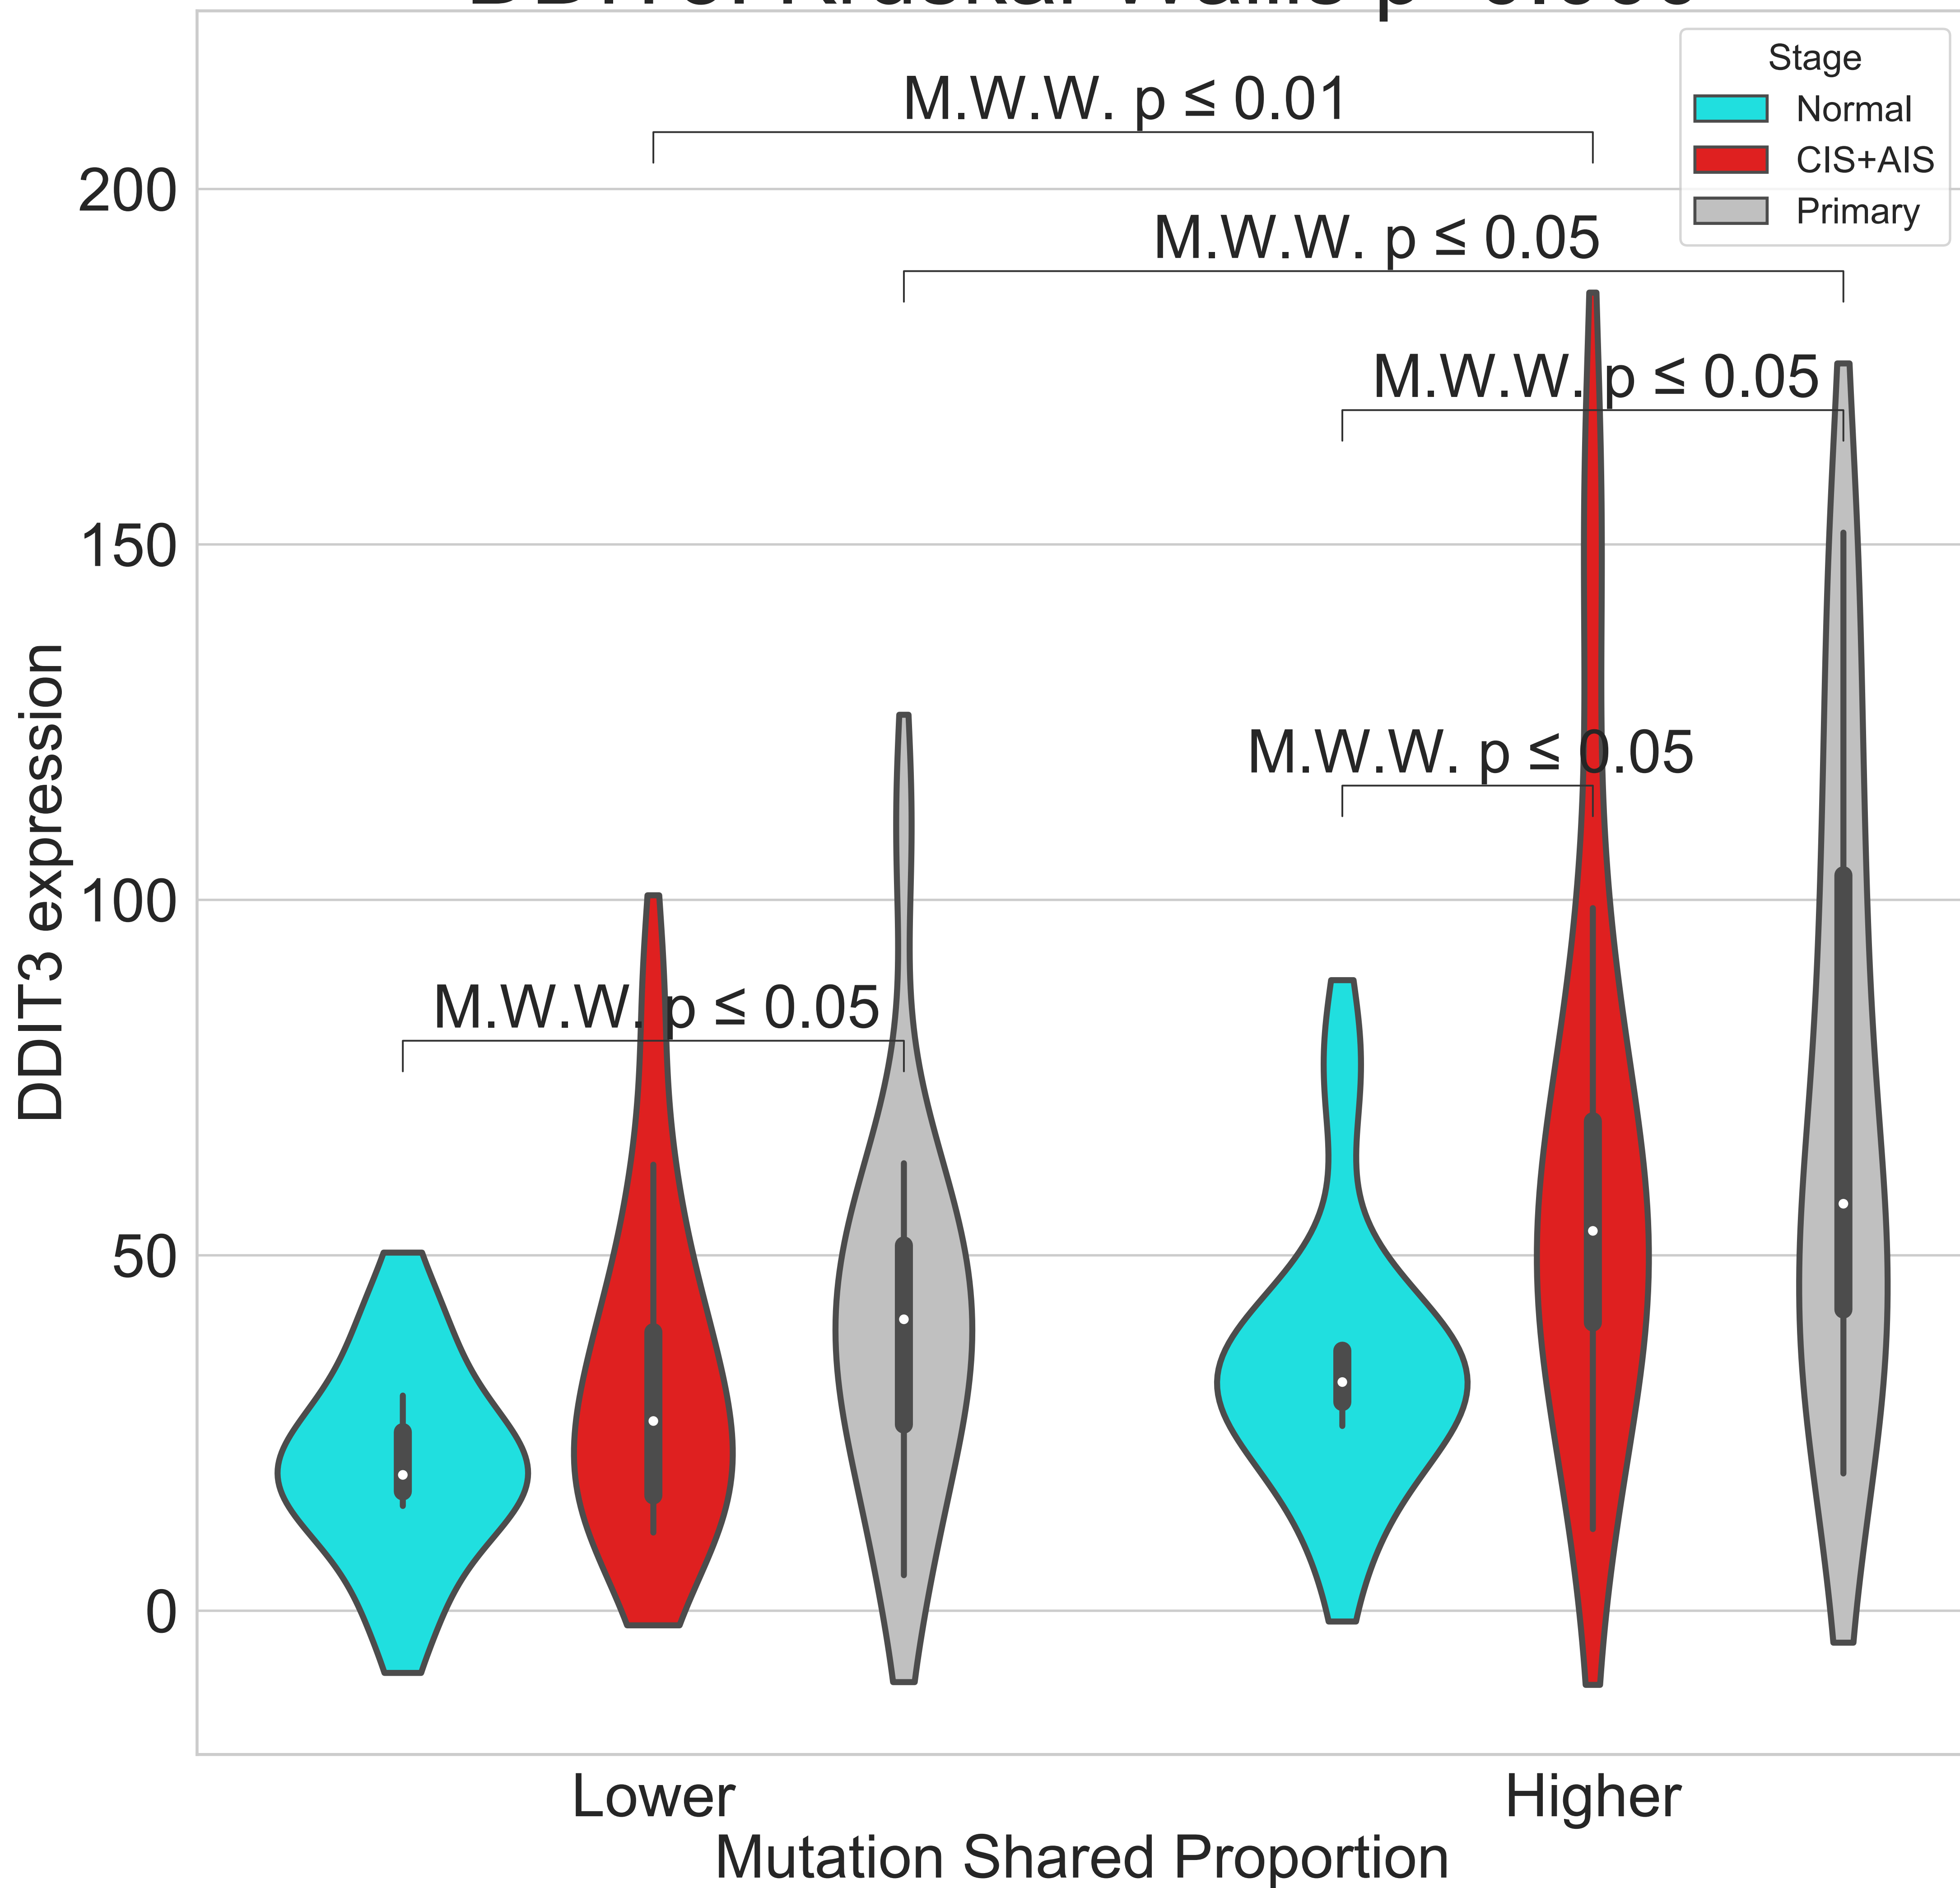 M.W.W. p ≤ 0.01
Stage
Normal
CIS+AIS
Primary
200
M.W.W. p ≤ 0.05
M.W.W. p ≤ 0.05
150
M.W.W. p ≤ 0.05
100
M.W.W. p ≤ 0.05
50
0
DDIT3 expression
Lower
Higher
Mutation Shared Proportion